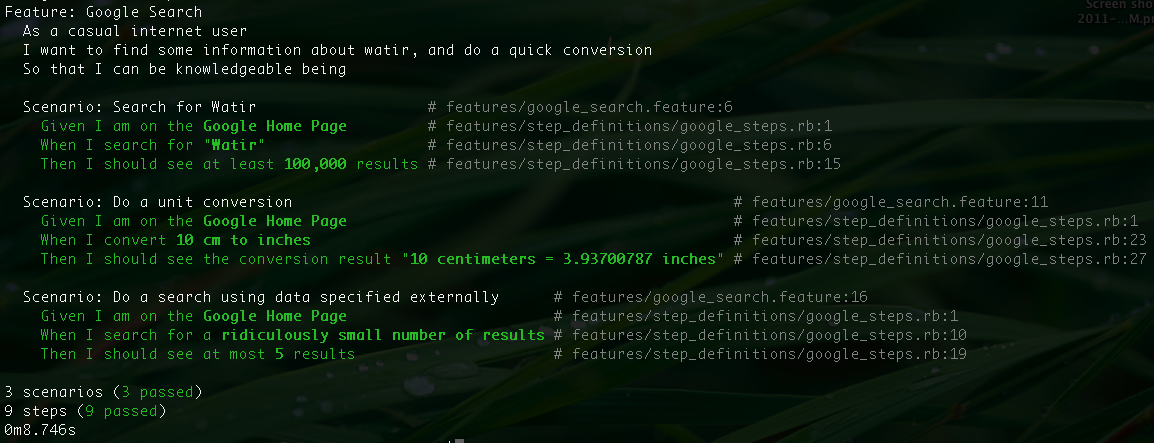 Feature: Google Search
  As a casual internet user
  I want to find some information about watir, and do a quick conversion
  So that I can be knowledgeable being

  Scenario: Search for Watir                   # features/google_search.feature:6
    Given I am on the Google Home Page         # features/step_definitions/google_steps.rb:1
    When I search for "Watir"                  # features/step_definitions/google_steps.rb:6
    Then I should see at least 100,000 results # features/step_definitions/google_steps.rb:15

  Scenario: Do a unit conversion                                                 # features/google_search.feature:11
    Given I am on the Google Home Page                                           # features/step_definitions/google_steps.rb:1
    When I convert 10 cm to inches                                               # features/step_definitions/google_steps.rb:23
    Then I should see the conversion result "10 centimeters = 3.93700787 inches" # features/step_definitions/google_steps.rb:27

  Scenario: Do a search using data specified externally      # features/google_search.feature:16
    Given I am on the Google Home Page                       # features/step_definitions/google_steps.rb:1
    When I search for a ridiculously small number of results # features/step_definitions/google_steps.rb:10
    Then I should see at most 5 results                      # features/step_definitions/google_steps.rb:19

3 scenarios (3 passed)
9 steps (9 passed)
0m8.746s
Screen sho
2011-...M.p